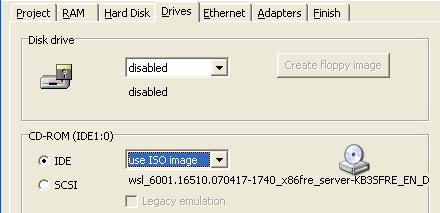 Project RAM Hard Disk Drives Ethernet Adapters Finish
Disk drive
disabled Create floppy image
disabled
CD-ROM (IDE1:0)
IDE use ISO image
SCSI wsl_6001.16510.070417-1740_x86fre_server-KB3SFRE_EN_D
Legacy emulation